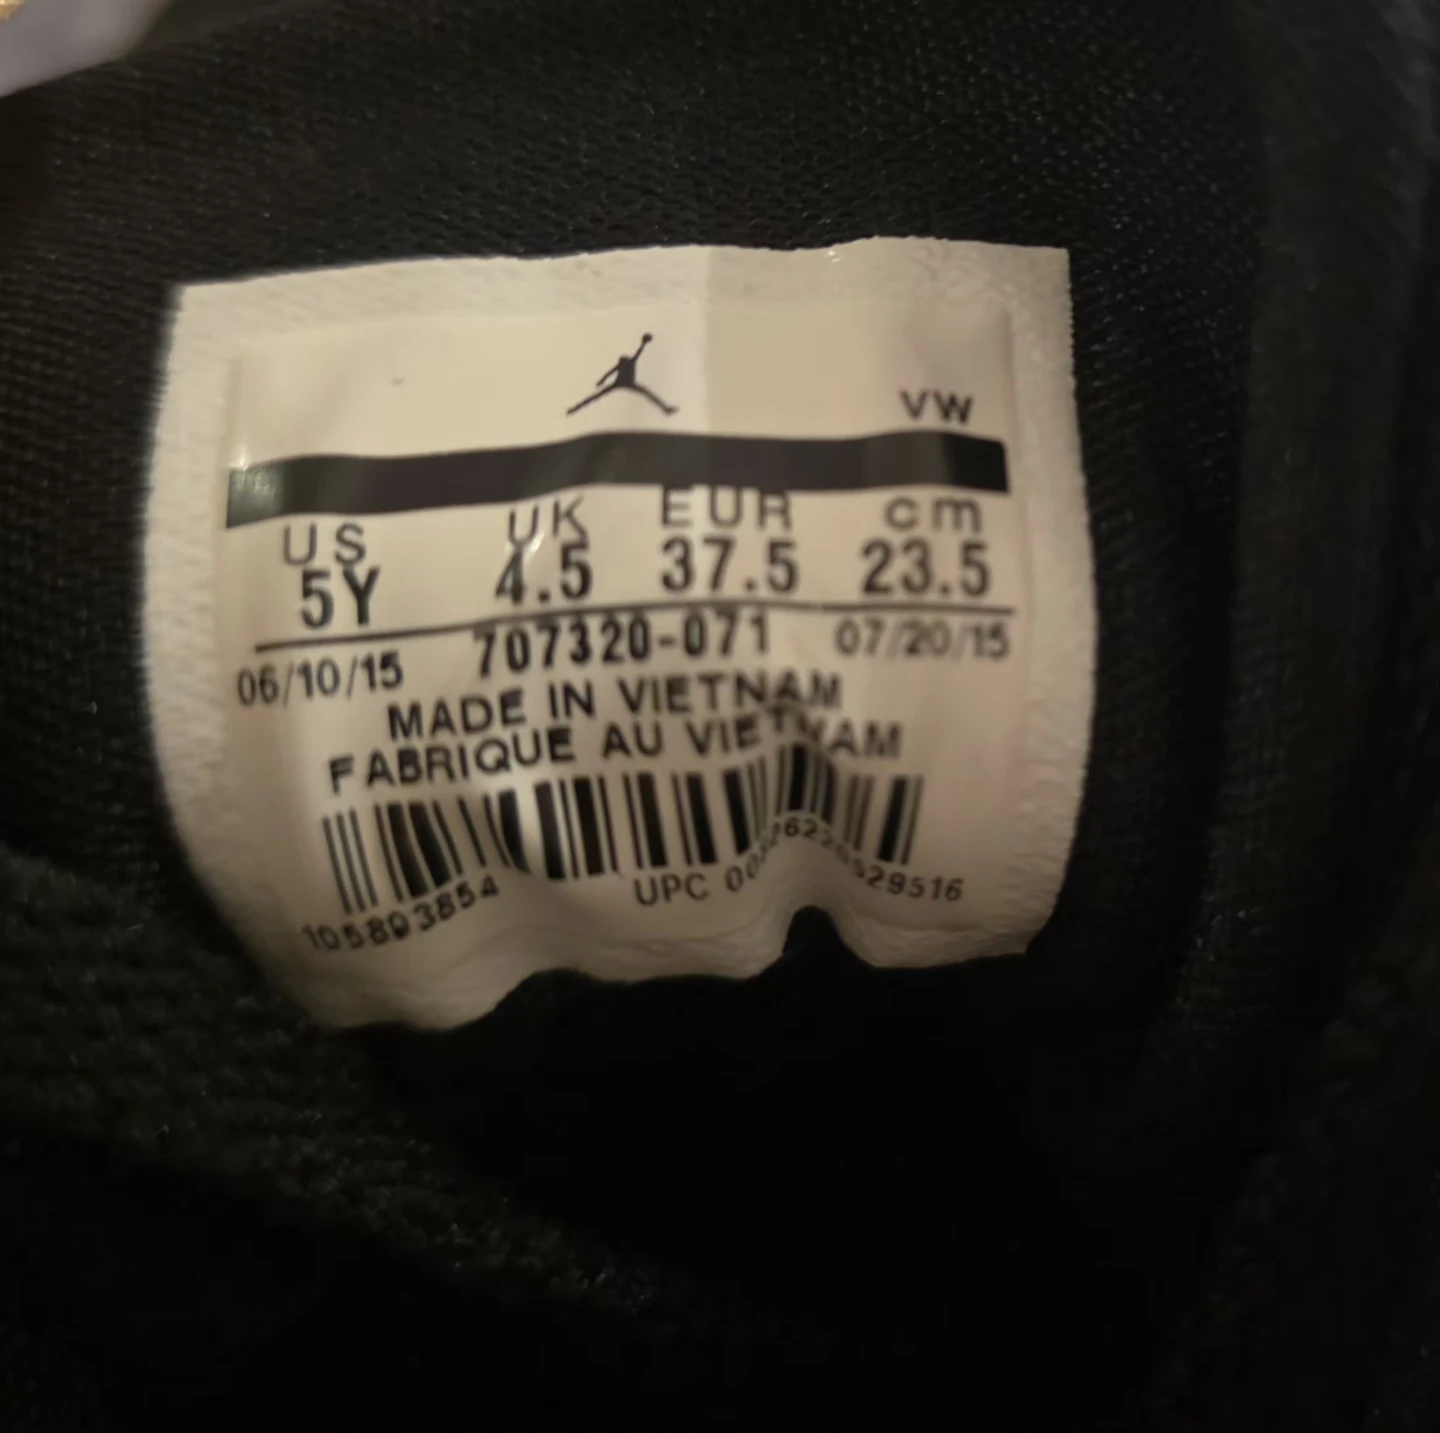 VW
US UK EUR cm
5Y 4.5 37.5 23.5
06/10/15 707320-071 07/20/15
MADE IN VIETNAM
FABRIQUE AU VIETNAM
1058903854 UPC